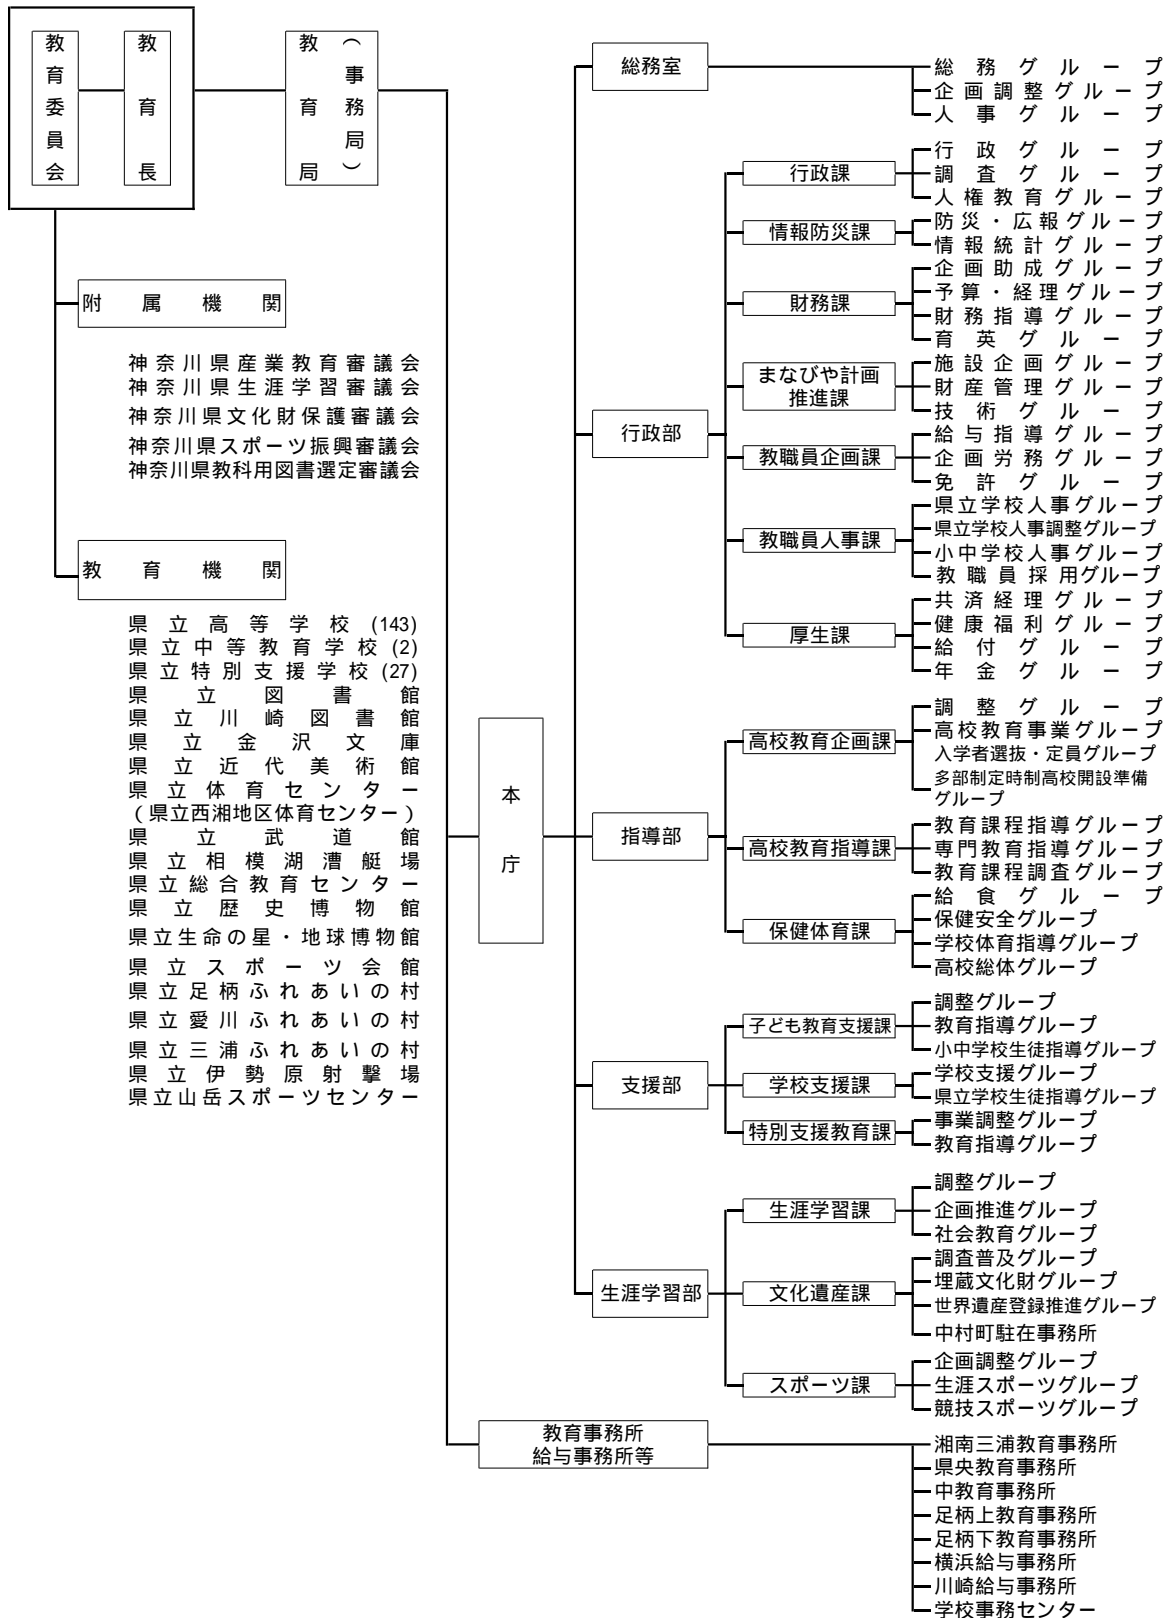 教育委員会
教育長
教育局
（事務局）
附属機関
神奈川県産業教育審議会
神奈川県生涯学習審議会
神奈川県文化財保護審議会
神奈川県スポーツ振興審議会
神奈川県教科用図書選定審議会
教育機関
県立高等学校(143)
県立中等教育学校(2)
県立特別支援学校(27)
県立図書館
県立川崎図書館
県立金沢文庫
県立近代美術館
県立体育センター
(県立西湘地区体育センター)
県立武道館
県立相模湖漕艇場
県立総合教育センター
県立歴史博物館
県立生命の星・地球博物館
県立スポーツ会館
県立足柄ふれあいの村
県立愛川ふれあいの村
県立三浦ふれあいの村
県立伊勢原射撃場
県立山岳スポーツセンター
本庁
総務室
総務グループ
企画調整グループ
人事グループ
行政部
行政課
行政グループ
調査グループ
人権教育グループ
情報防災課
防災・広報グループ
情報統計グループ
財務課
企画助成グループ
予算・経理グループ
財務指導グループ
育英グループ
まなびや計画
推進課
施設企画グループ
財産管理グループ
技術グループ
教職員企画課
給与指導グループ
企画労務グループ
免許グループ
教職員人事課
県立学校人事グループ
県立学校人事調整グループ
小中学校人事グループ
教職員採用グループ
厚生課
共済経理グループ
健康福利グループ
給付グループ
年金グループ
指導部
高校教育企画課
調整グループ
高校教育事業グループ
入学者選抜・定員グループ
多部制定時制高校開設準備
グループ
高校教育指導課
教育課程指導グループ
専門教育指導グループ
教育課程調査グループ
保健体育課
給食グループ
保健安全グループ
学校体育指導グループ
高校総体グループ
支援部
子ども教育支援課
調整グループ
教育指導グループ
小中学校生徒指導グループ
学校支援課
学校支援グループ
県立学校生徒指導グループ
特別支援教育課
事業調整グループ
教育指導グループ
生涯学習部
生涯学習課
調整グループ
企画推進グループ
社会教育グループ
文化遺産課
調査普及グループ
埋蔵文化財グループ
世界遺産登録推進グループ
中村町駐在事務所
スポーツ課
企画調整グループ
生涯スポーツグループ
競技スポーツグループ
教育事務所
給与事務所等
湘南三浦教育事務所
県央教育事務所
中教育事務所
足柄上教育事務所
足柄下教育事務所
横浜給与事務所
川崎給与事務所
学校事務センター